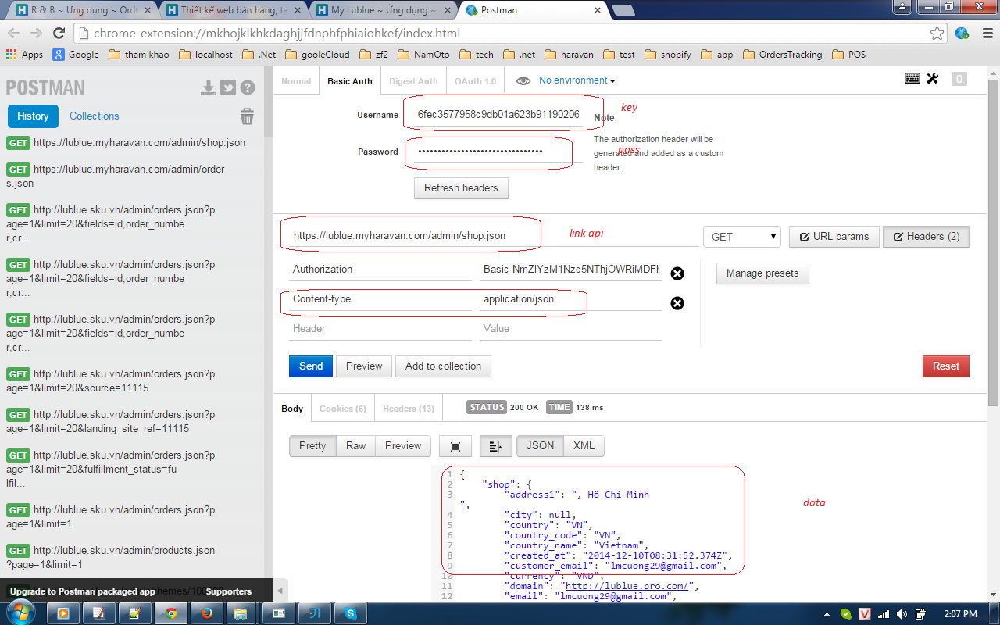 R & B ~ Ứng dụng ~ Orde
Thiết kế web bán hàng, tạ
My Lublue ~ Ứng dụng ~
Postman
chrome-extension://mkhojklkhkdaghjjfdnphfphiaiohkef/index.html
Apps Google tham khao localhost .Net gooleCloud zf2 NamOto tech .net haravan test shopify app OrdersTracking POS
POSTMAN
History Collections
GET https://lublue.myharavan.com/admin/shop.json
GET https://lublue.myharavan.com/admin/order
s.json
GET http://lublue.sku.vn/admin/orders.json?p
age=1&limit=20&fields=id,order_numbe
r,cr...
GET http://lublue.sku.vn/admin/orders.json?p
age=1&limit=20&fields=id,order_numbe
r,cr...
GET http://lublue.sku.vn/admin/orders.json?p
age=1&limit=20&fields=id,order_numbe
r,cr...
GET http://lublue.sku.vn/admin/orders.json?p
age=1&limit=20&source=11115
GET http://lublue.sku.vn/admin/orders.json?p
age=1&limit=20&landing_site_ref=11115
GET http://lublue.sku.vn/admin/orders.json?p
age=1&limit=20&fulfillment_status=fu
lfil...
GET http://lublue.sku.vn/admin/orders.json?p
age=1&limit=1
GET http://lublue.sku.vn/admin/products.json
?page=1&limit=1
Upgrade to Postman packaged app Supporters
Normal Basic Auth Digest Auth OAuth 1.0 No environment 0
Username 6fec3577958c9db01a623b91190206 key
Note
Password •••••••••••••••••••••••••••••••• pass
The authorization header will be
generated and added as a custom
header.
Refresh headers
https://lublue.myharavan.com/admin/shop.json link api GET URL params Headers (2)
Authorization Basic NmZlYzM1Nzc5NThjOWRiMDFh Manage presets
Content-type application/json
Header Value
Send Preview Add to collection Reset
Body Cookies (6) Headers (13) STATUS 200 OK TIME 138 ms
Pretty Raw Preview JSON XML
1 {
2 "shop": {
3 "address1": ", Hồ Chí Minh
",
data
4 "city": null,
5 "country": "VN",
6 "country_code": "VN",
7 "country_name": "Vietnam",
8 "created_at": "2014-12-10T08:31:52.374Z",
9 "customer_email": "lmcuong29@gmail.com",
10 "currency": "VND",
11 "domain": "http://lublue.pro.com/",
12 "email": "lmcuong29@gmail.com",
2:07 PM